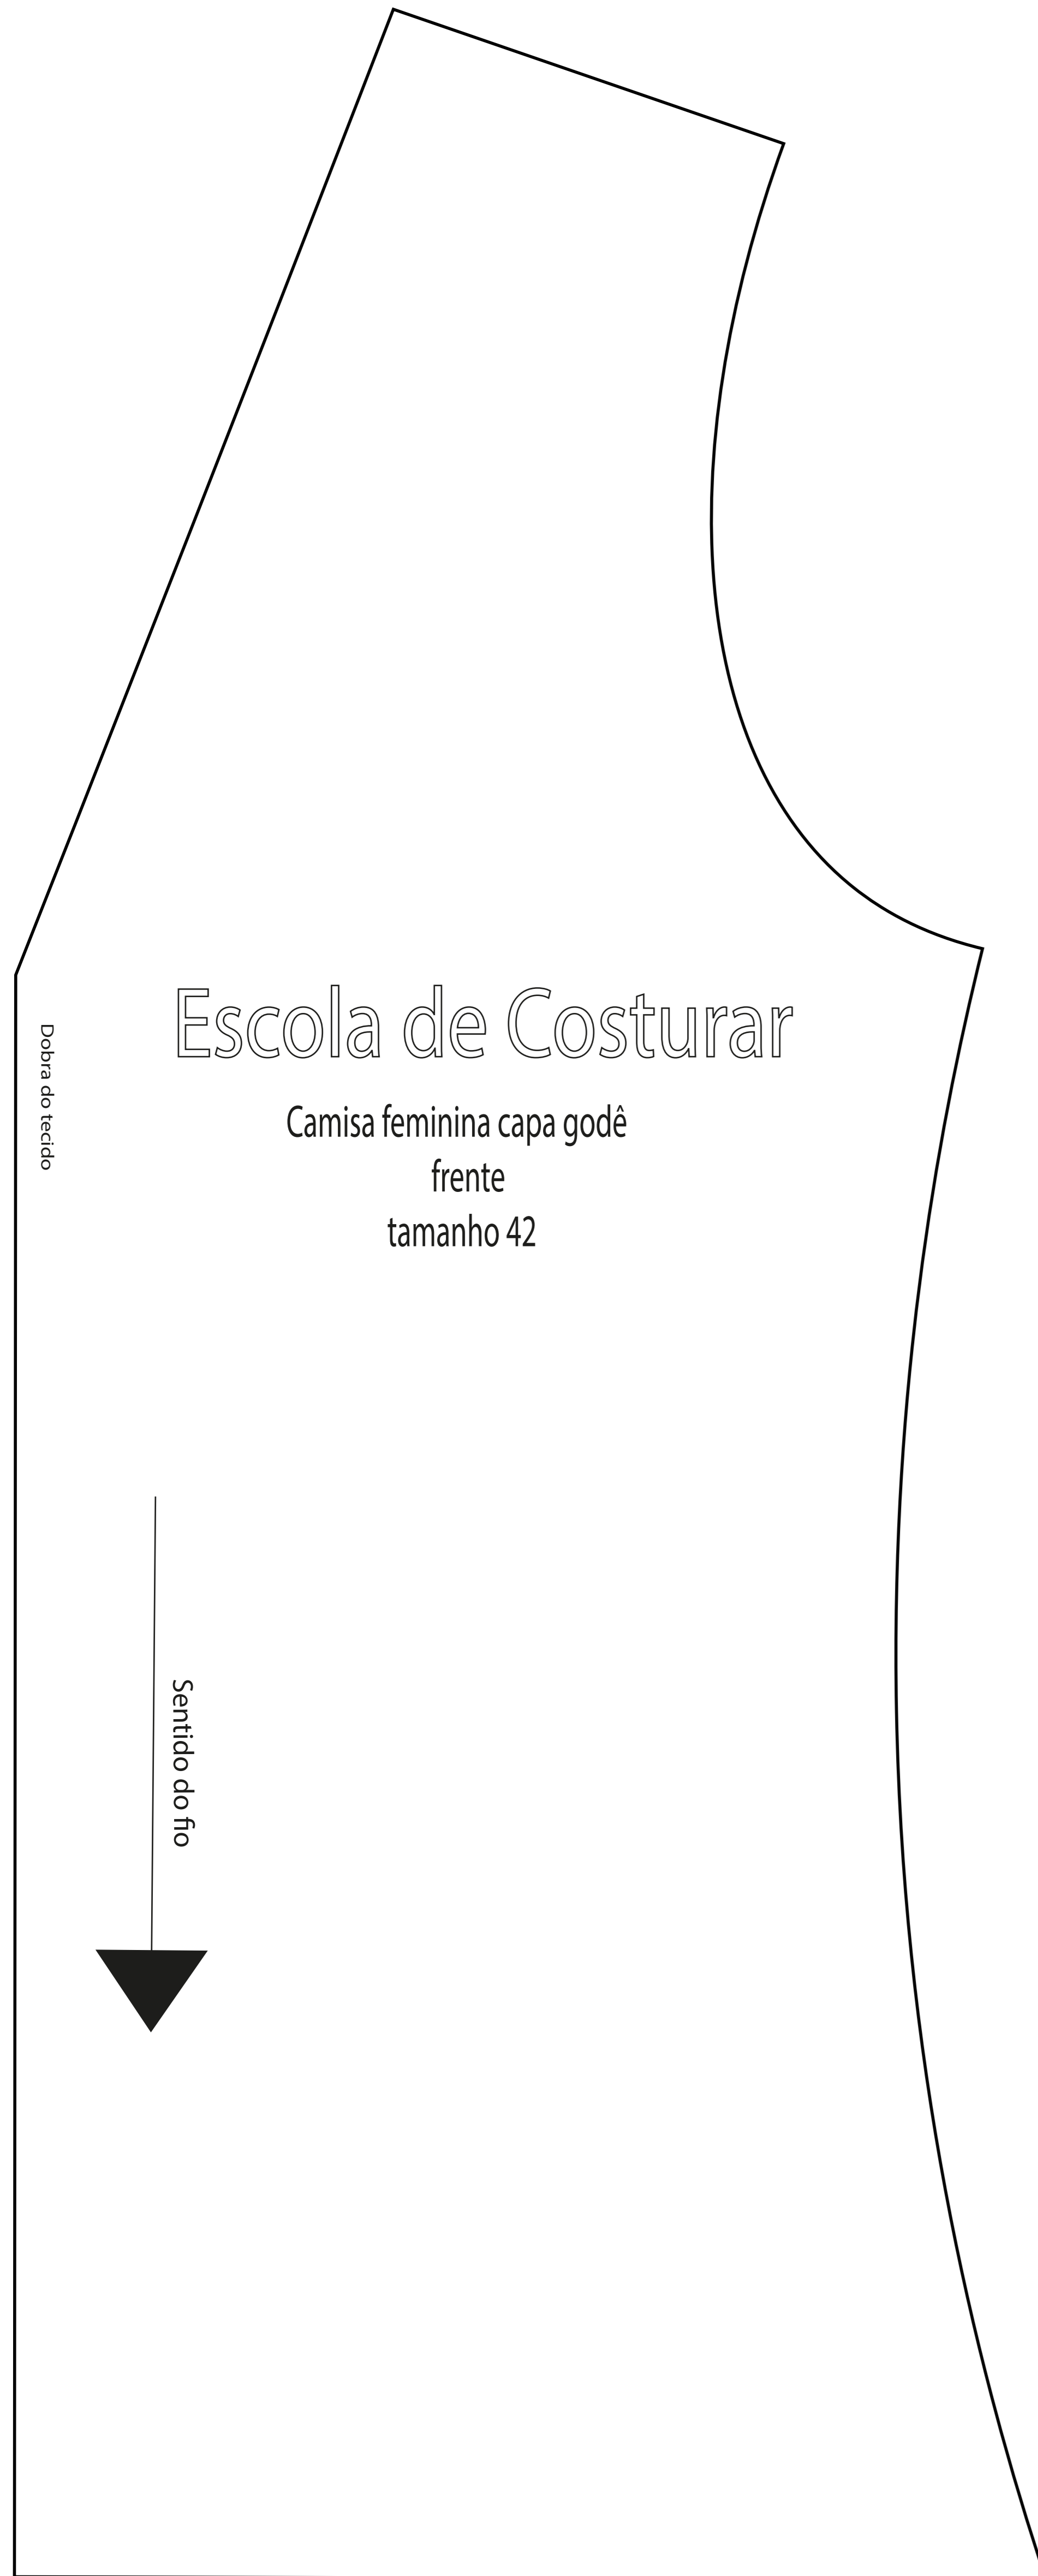 Escola de Costurar
Dobra do tecido
Camisa feminina capa godê
frente
tamanho 42
Sentido do fio